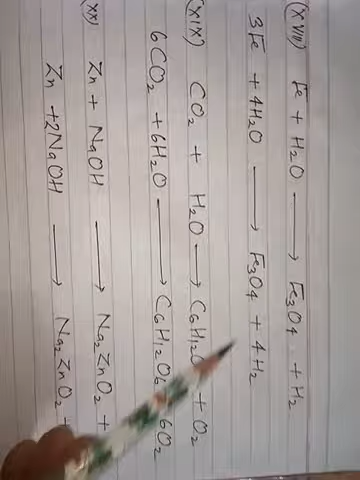 (XVIII) Fe + H2O ⟶ Fe3O4 + H2
3Fe + 4H2O ⟶ Fe3O4 + 4H2
(XIX) CO2 + H2O ⟶ C6H12O + O2
6CO2 + 6H2O ⟶ C6H12O6 6O2
(XX) Zn + NaOH ⟶ Na2ZnO2 +
Zn + 2NaOH ⟶ Na2ZnO2 +